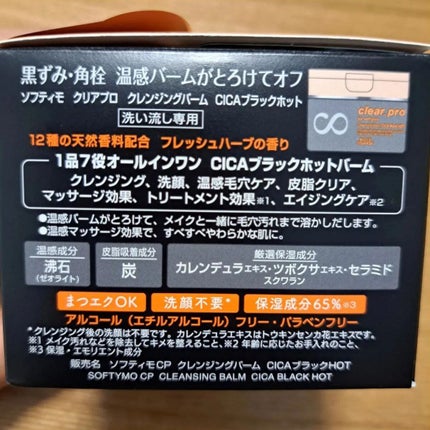 黒ずみ・角栓 温感バームがとろけてオフ
ソフティモ クリアプロ クレンジングバーム CICAブラックホット
洗い流し専用
clear pro
12種の天然香料配合 フレッシュハーブの香り
1品7役オールインワン CICAブラックホットバーム
クレンジング、洗顔、温感毛穴ケア、皮脂クリア、
マッサージ効果、トリートメント効果※1、エイジングケア※2
●温感バームがとろけて、メイクと一緒に毛穴汚れまで溶かしだします。
●温感マッサージ効果で、すべすべやわらかな肌に。
温感成分
沸石
(ゼオライト)
皮脂吸着成分
炭
厳選保湿成分
カレンデュラエキス・ツボクサエキス・セラミド
スクワラン
まつエクOK
洗顔不要*
保湿成分65%※3
アルコール(エチルアルコール)フリー・パラベンフリー
*クレンジング後の洗顔は不要です。カレンデュラエキスはトウキンセンカ花エキスです。
※1 メイク汚れなどを除去してキメを整えること、※2 年齢に応じたお手入れのこと、
※3 保湿・エモリエント成分
販売名 ソフティモCP クレンジングバーム CICAブラックHOT
SOFTYMO CP CLEANSING BALM CICA BLACK HOT